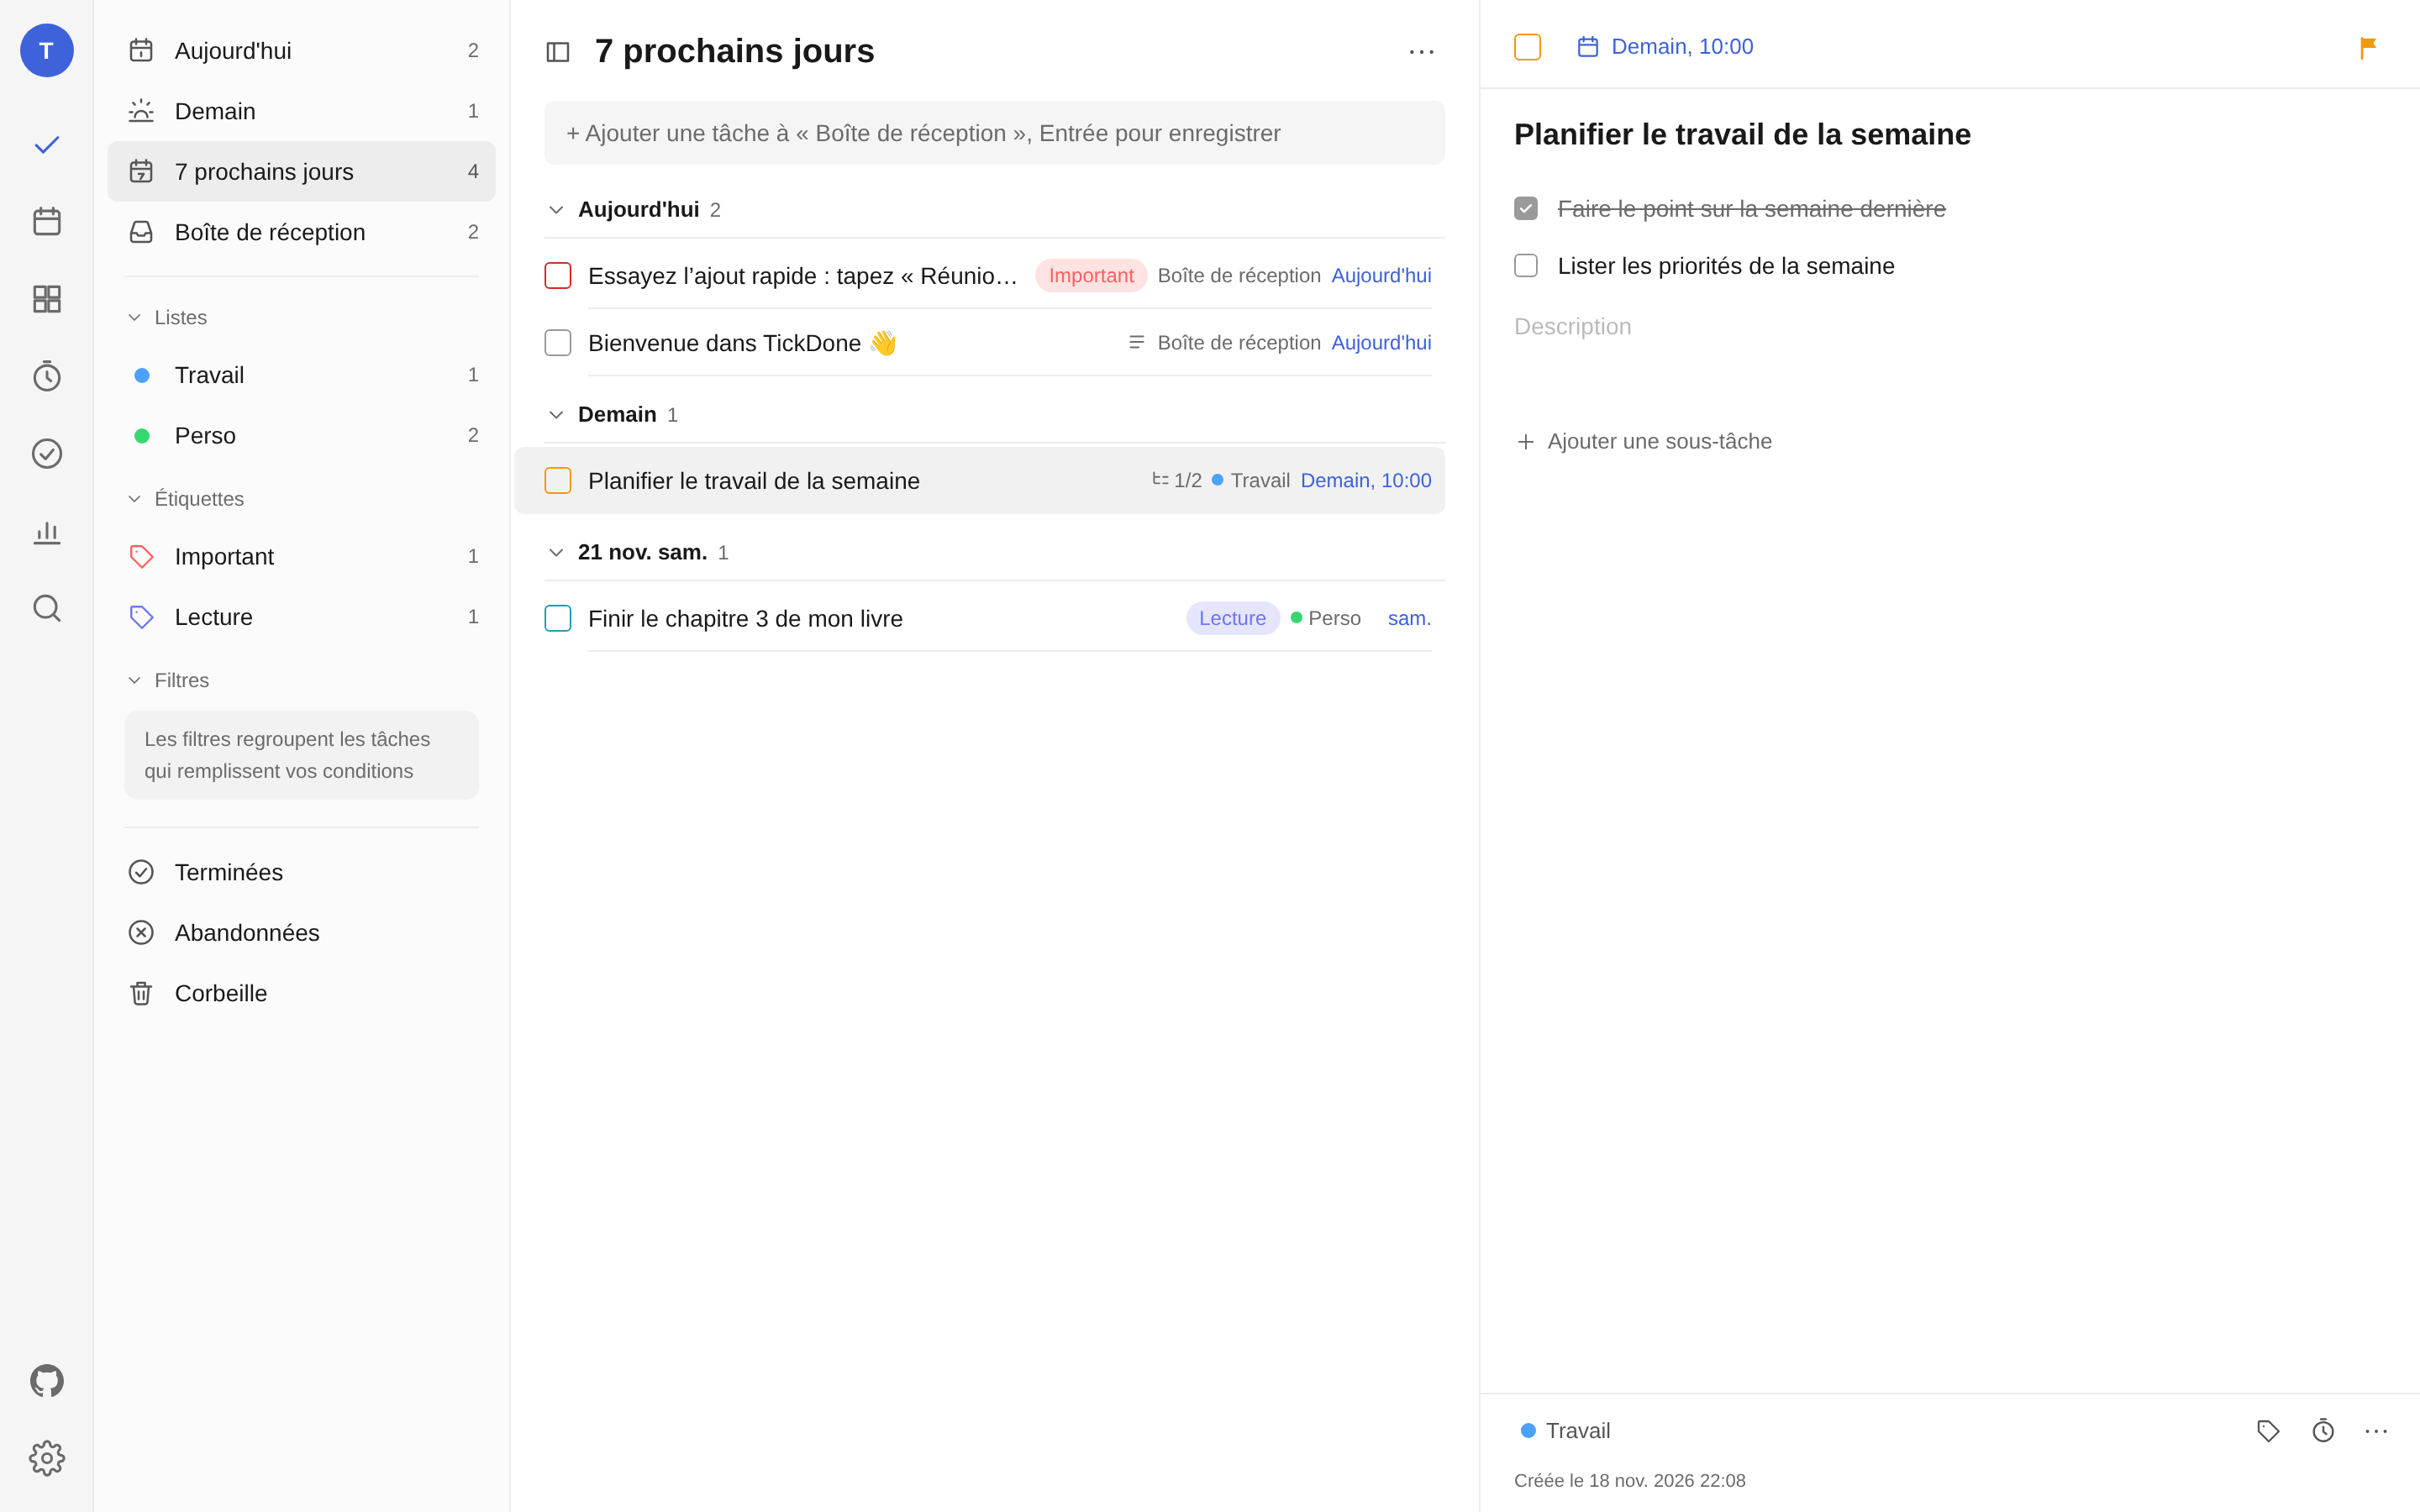 T
Aujourd'hui 2
Demain 1
7 prochains jours 4
Boîte de réception 2
Listes
Travail 1
Perso 2
Étiquettes
Important 1
Lecture 1
Filtres
Les filtres regroupent les tâches
qui remplissent vos conditions
Terminées
Abandonnées
Corbeille
7 prochains jours
+ Ajouter une tâche à « Boîte de réception », Entrée pour enregistrer
Aujourd'hui 2
Essayez l’ajout rapide : tapez « Réunio… Important Boîte de réception Aujourd'hui
Bienvenue dans TickDone 👋 Boîte de réception Aujourd'hui
Demain 1
Planifier le travail de la semaine 1/2 Travail Demain, 10:00
21 nov. sam. 1
Finir le chapitre 3 de mon livre Lecture Perso sam.
Demain, 10:00
Planifier le travail de la semaine
Faire le point sur la semaine dernière
Lister les priorités de la semaine
Description
Ajouter une sous-tâche
Travail
Créée le 18 nov. 2026 22:08